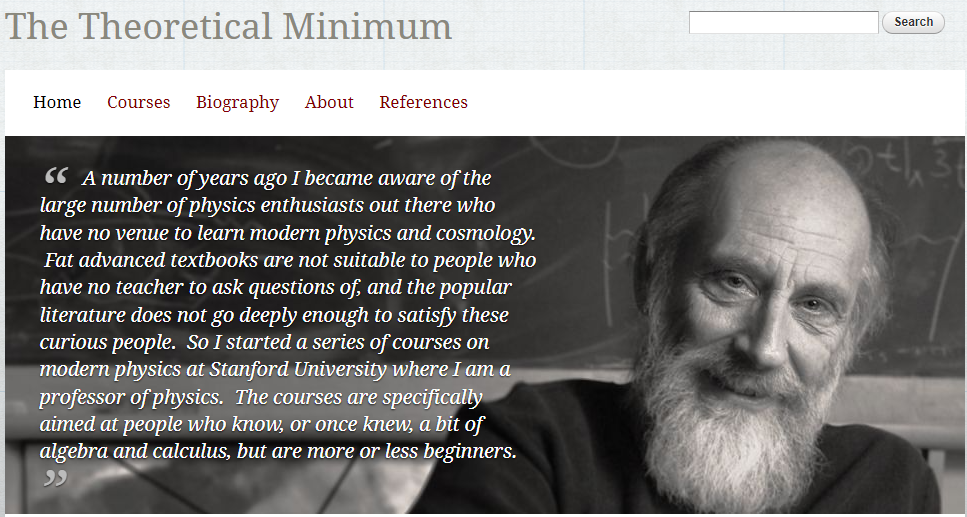 The Theoretical Minimum
Search
Home Courses Biography About References
“ A number of years ago I became aware of the
large number of physics enthusiasts out there who
have no venue to learn modern physics and cosmology.
Fat advanced textbooks are not suitable to people who
have no teacher to ask questions of, and the popular
literature does not go deeply enough to satisfy these
curious people.  So I started a series of courses on
modern physics at Stanford University where I am a
professor of physics.  The courses are specifically
aimed at people who know, or once knew, a bit of
algebra and calculus, but are more or less beginners.
”